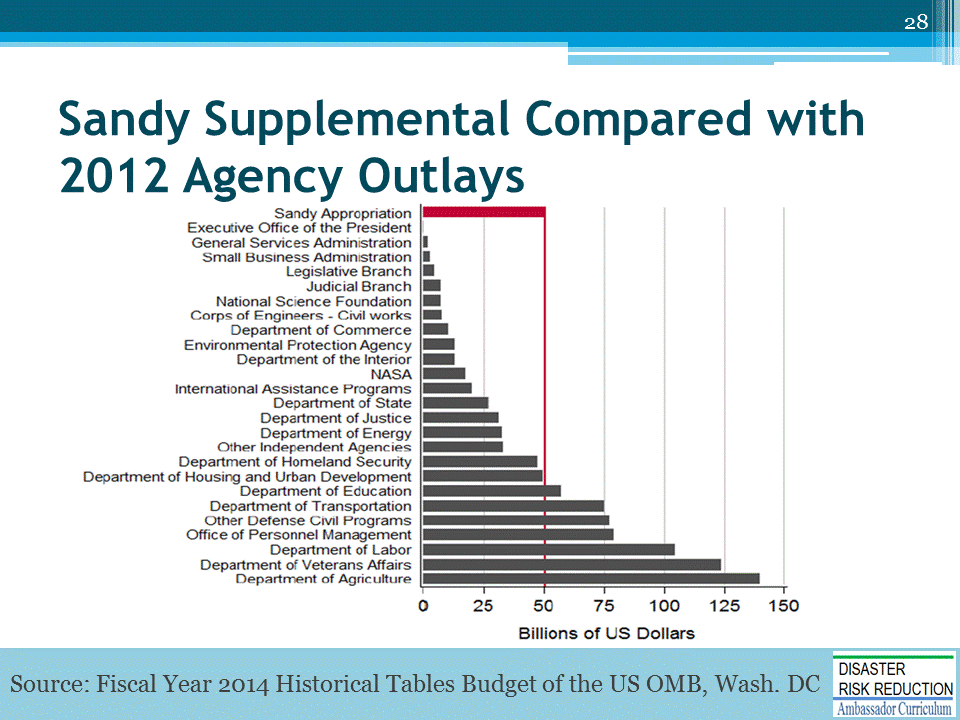 28
Sandy Supplemental Compared with
2012 Agency Outlays
Sandy Appropriation
Executive Office of the President
General Services Administration
Small Business Administration
Legislative Branch
Judicial Branch
National Science Foundation
Corps of Engineers - Civil works
Department of Commerce
Environmental Protection Agency
Department of the Interior
NASA
International Assistance Programs
Department of State
Department of Justice
Department of Energy
Other Independent Agencies
Department of Homeland Security
Department of Housing and Urban Development
Department of Education
Department of Transportation
Other Defense Civil Programs
Office of Personnel Management
Department of Labor
Department of Veterans Affairs
Department of Agriculture
0 25 50 75 100 125 150
Billions of US Dollars
Source: Fiscal Year 2014 Historical Tables Budget of the US OMB, Wash. DC
DISASTER
RISK REDUCTION
Ambassador Curriculum